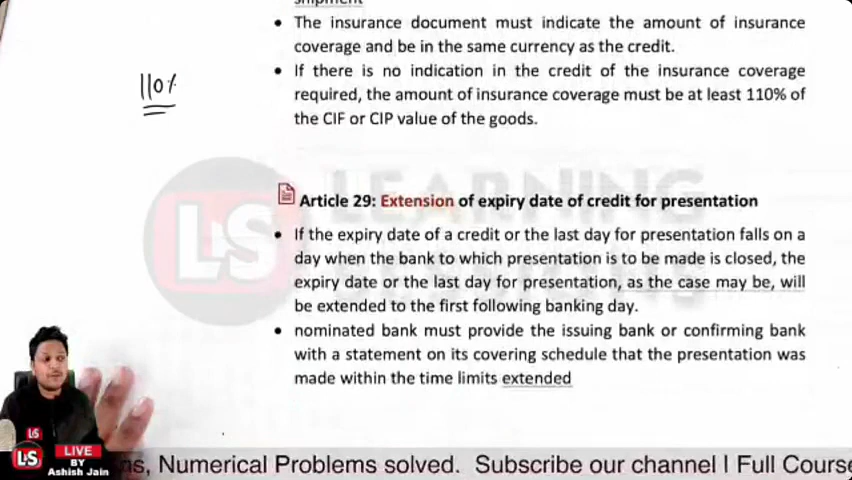 shipment
• The insurance document must indicate the amount of insurance
coverage and be in the same currency as the credit.
• If there is no indication in the credit of the insurance coverage
required, the amount of insurance coverage must be at least 110% of
the CIF or CIP value of the goods.
110%
LS LEARNING
SESSIONS
Article 29: Extension of expiry date of credit for presentation
• If the expiry date of a credit or the last day for presentation falls on a
day when the bank to which presentation is to be made is closed, the
expiry date or the last day for presentation, as the case may be, will
be extended to the first following banking day.
• nominated bank must provide the issuing bank or confirming bank
with a statement on its covering schedule that the presentation was
made within the time limits extended
LS
LS
LIVE
BY
Ashish Jain
ns, Numerical Problems solved. Subscribe our channel I Full Course